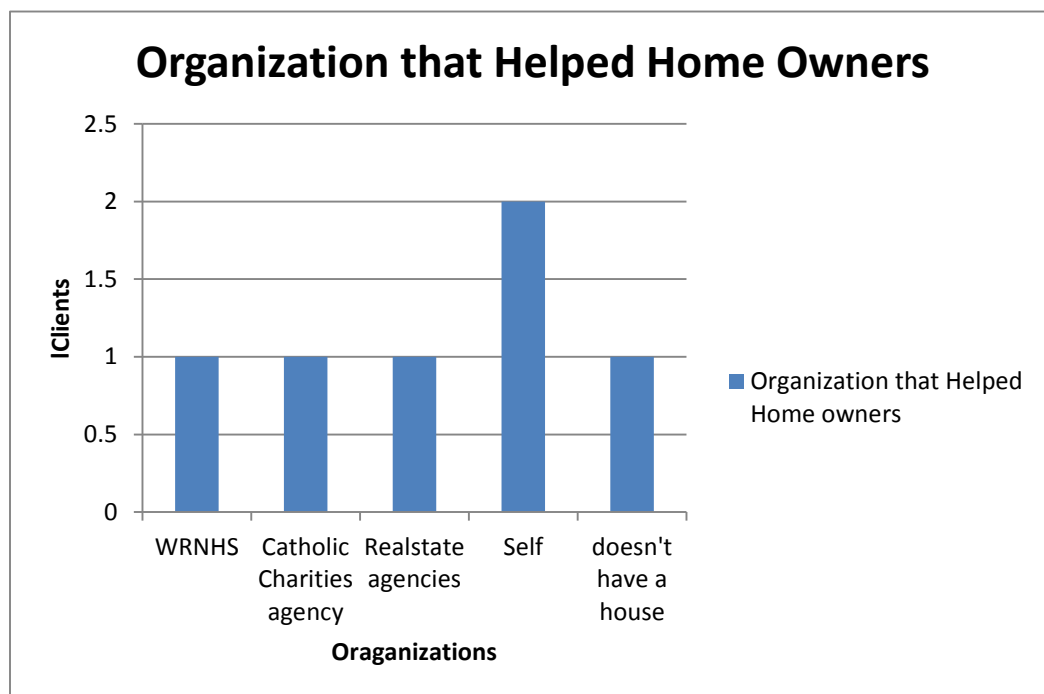 Organization that Helped Home Owners
2.5
2
1.5
1
0.5
0
IClients
WRNHS
Catholic
Charities
agency
Realstate
agencies
Self
doesn't
have a
house
Oraganizations
Organization that Helped
Home owners